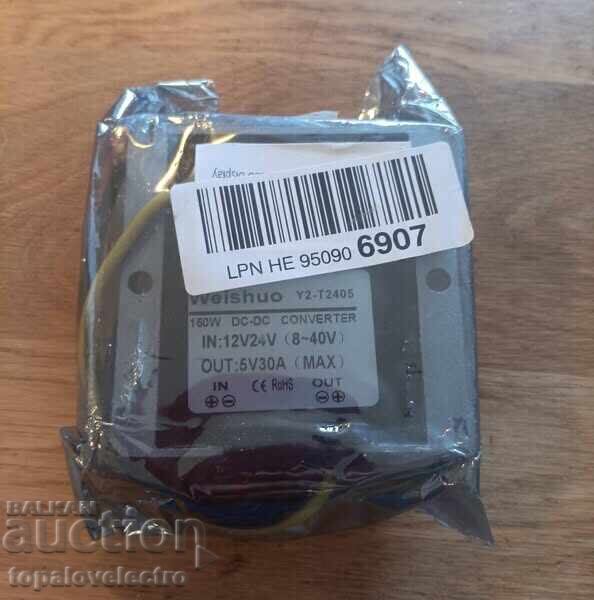 LPN HE 95090 6907
Weishuo Y2-T2405
150W DC-DC CONVERTER
IN:12V24V (8~40V)
OUT:5V30A (MAX)
IN CE RoHS OUT
⊕⊖ ⊖⊕
BALKAN
auction
topalovelectro